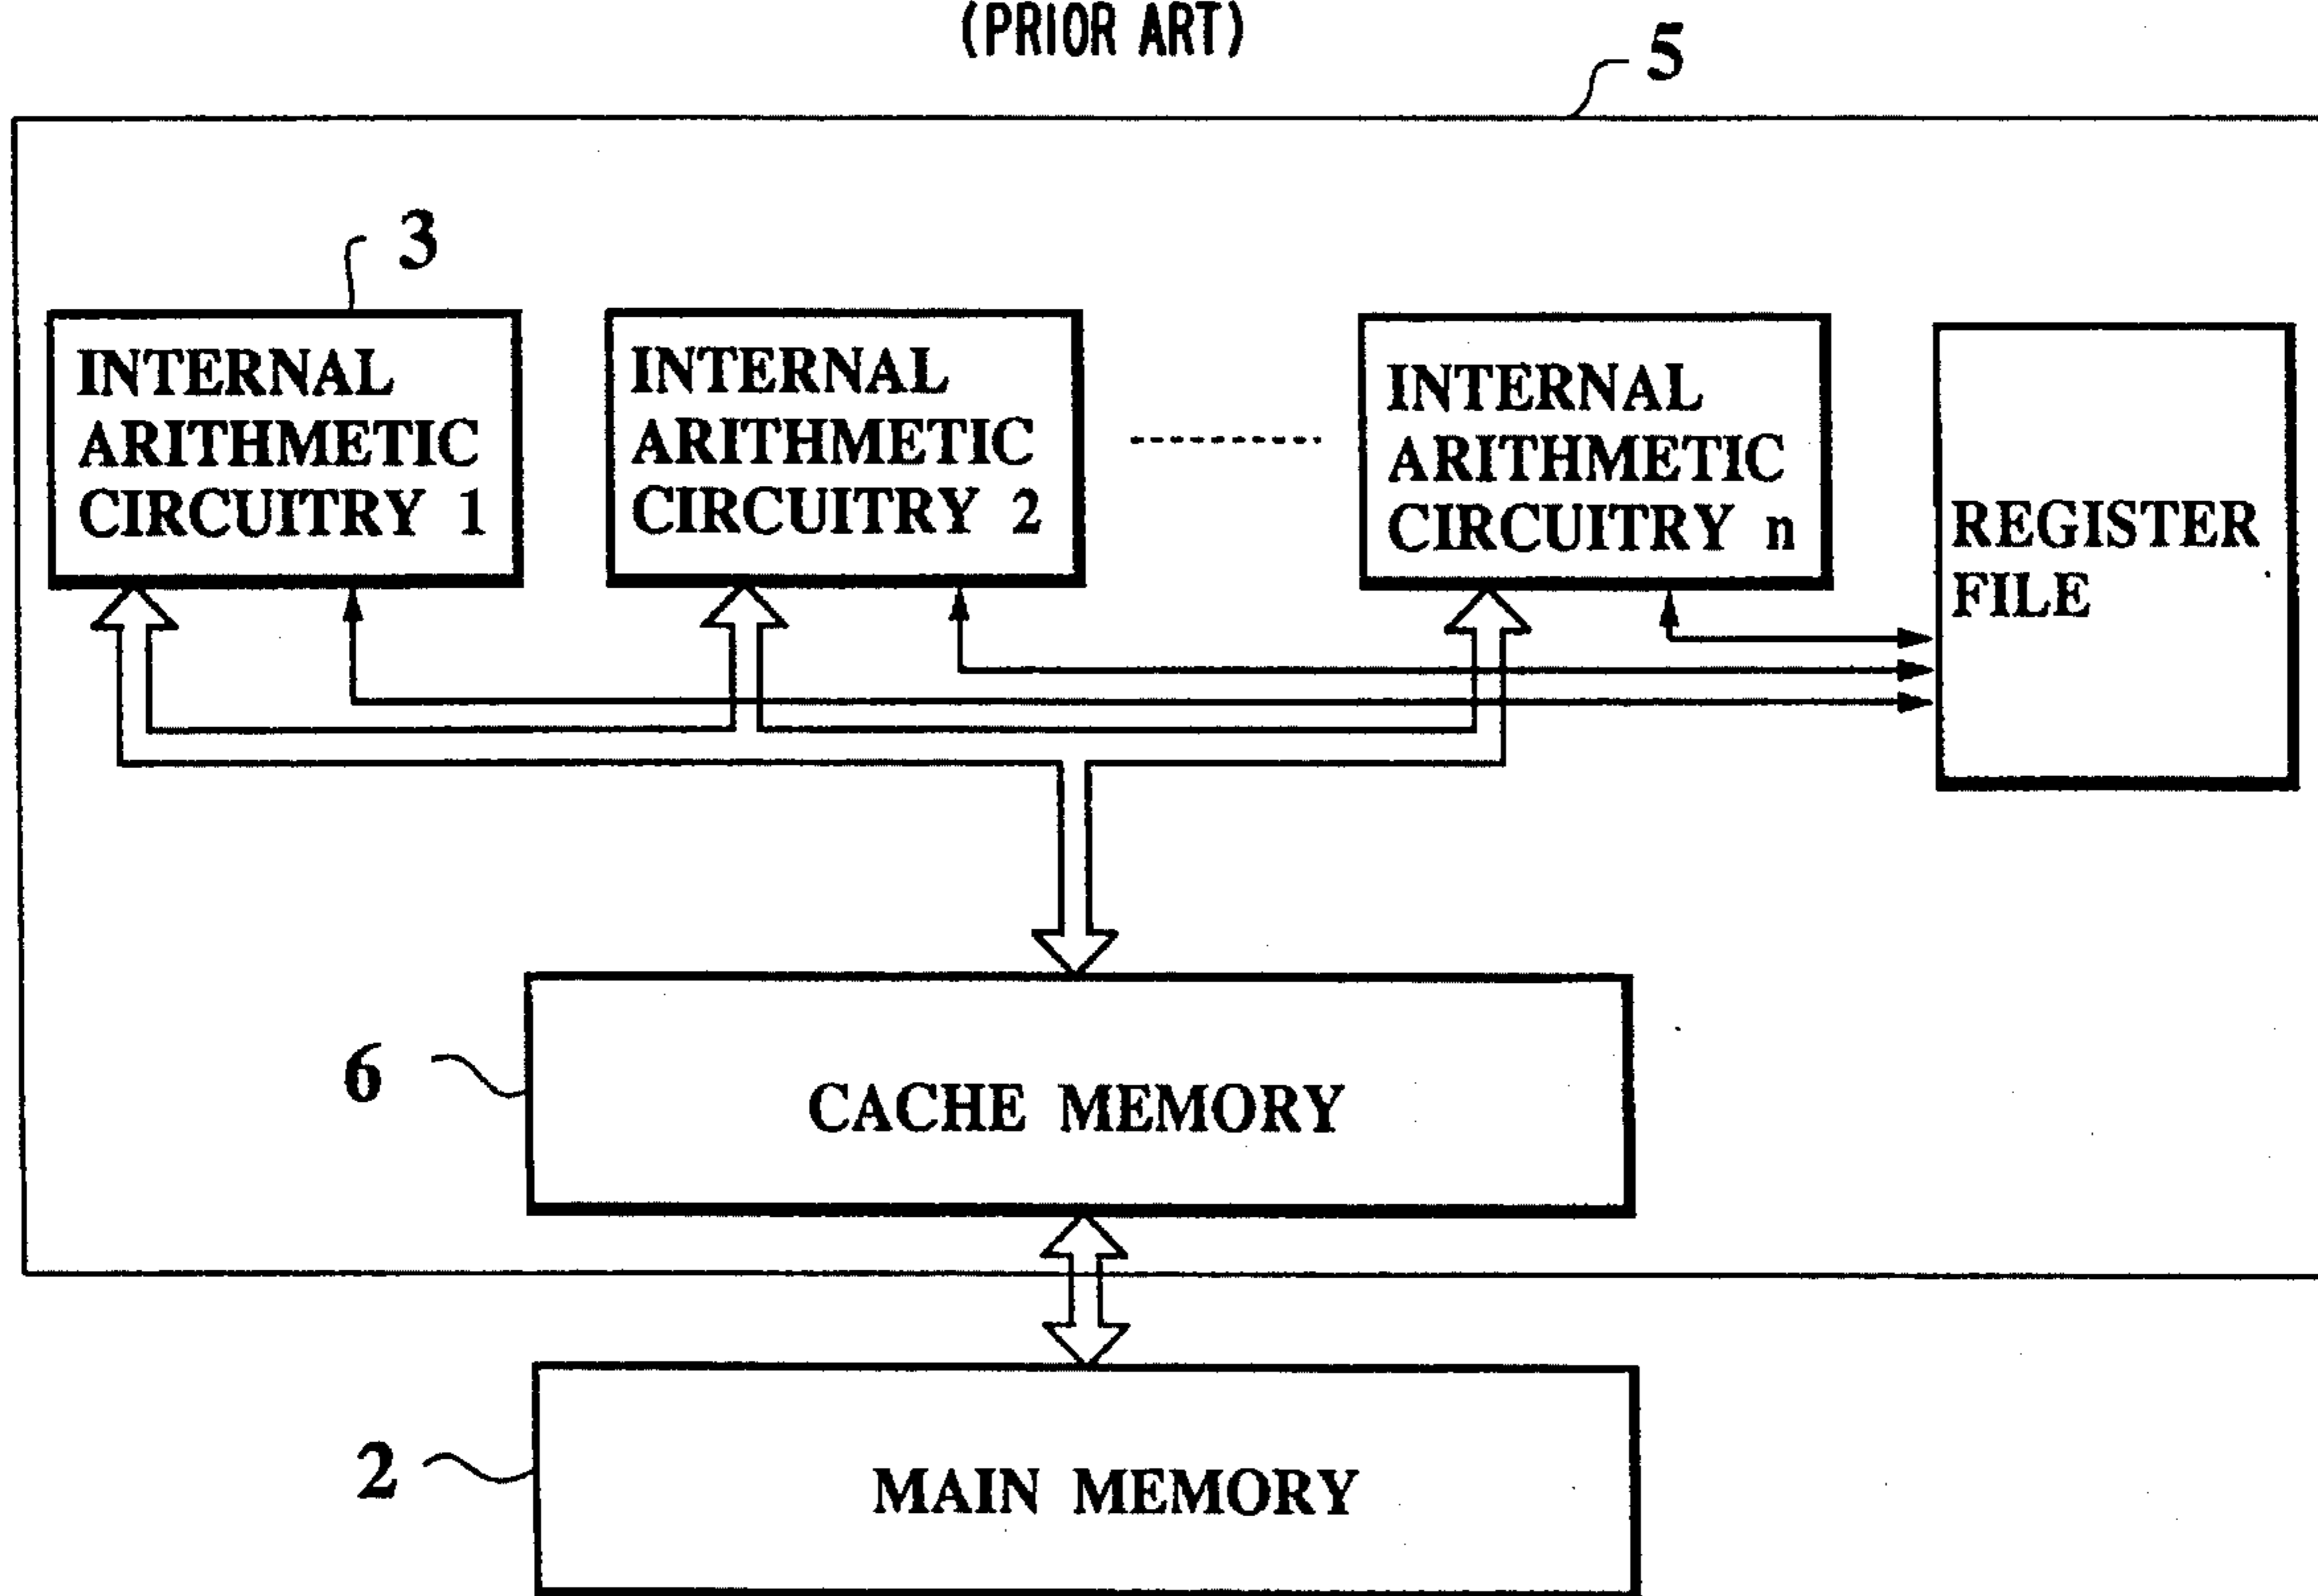 (PRIOR ART)
5
3
INTERNAL
ARITHMETIC
CIRCUITRY 1
INTERNAL
ARITHMETIC
CIRCUITRY 2
INTERNAL
ARITHMETIC
CIRCUITRY n
REGISTER
FILE
6
CACHE MEMORY
2
MAIN MEMORY